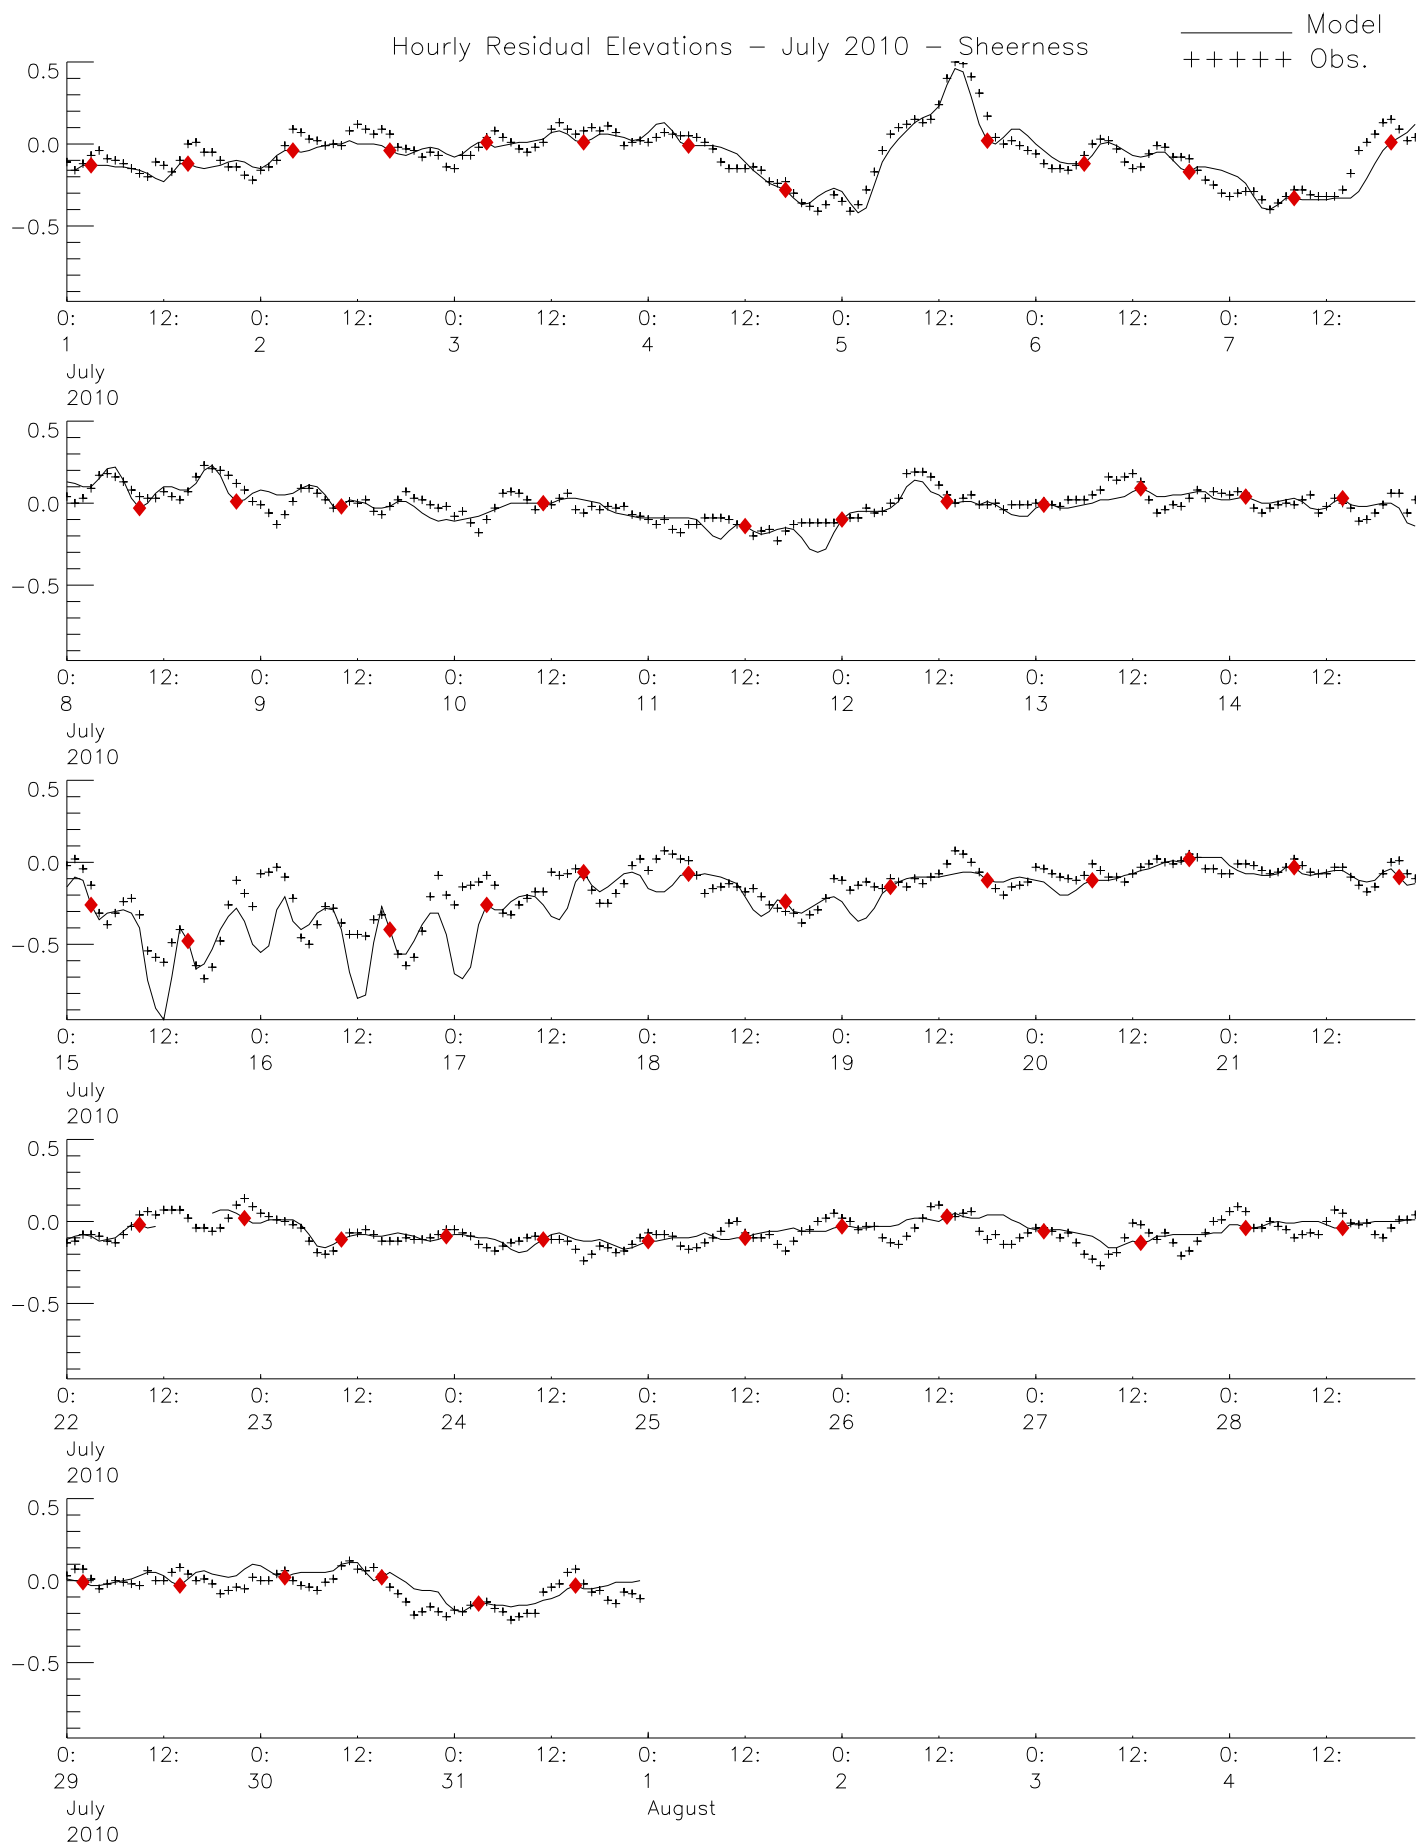 Hourly Residual Elevations – July 2010 – Sheerness
Model
+++++ Obs.
0.5
0.0
−0.5
0: 12: 0: 12: 0: 12: 0: 12: 0: 12: 0: 12: 0: 12:
1 2 3 4 5 6 7
July
2010
0.5
0.0
−0.5
0: 12: 0: 12: 0: 12: 0: 12: 0: 12: 0: 12: 0: 12:
8 9 10 11 12 13 14
July
2010
0.5
0.0
−0.5
0: 12: 0: 12: 0: 12: 0: 12: 0: 12: 0: 12: 0: 12:
15 16 17 18 19 20 21
July
2010
0.5
0.0
−0.5
0: 12: 0: 12: 0: 12: 0: 12: 0: 12: 0: 12: 0: 12:
22 23 24 25 26 27 28
July
2010
0.5
0.0
−0.5
0: 12: 0: 12: 0: 12: 0: 12: 0: 12: 0: 12: 0: 12:
29 30 31 1 2 3 4
July August
2010